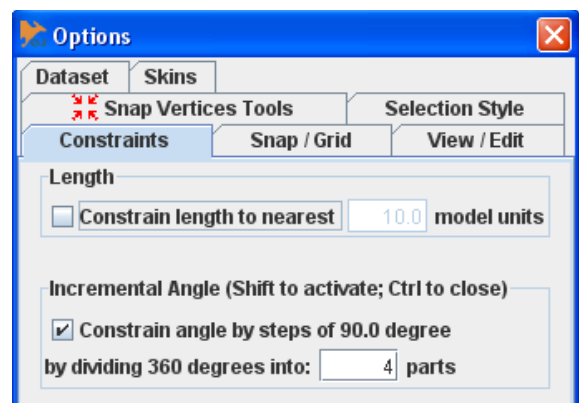 Options
Dataset Skins
Snap Vertices Tools Selection Style
Constraints Snap / Grid View / Edit
Length
Constrain length to nearest 10.0 model units
Incremental Angle (Shift to activate; Ctrl to close)
Constrain angle by steps of 90.0 degree
by dividing 360 degrees into: 4 parts